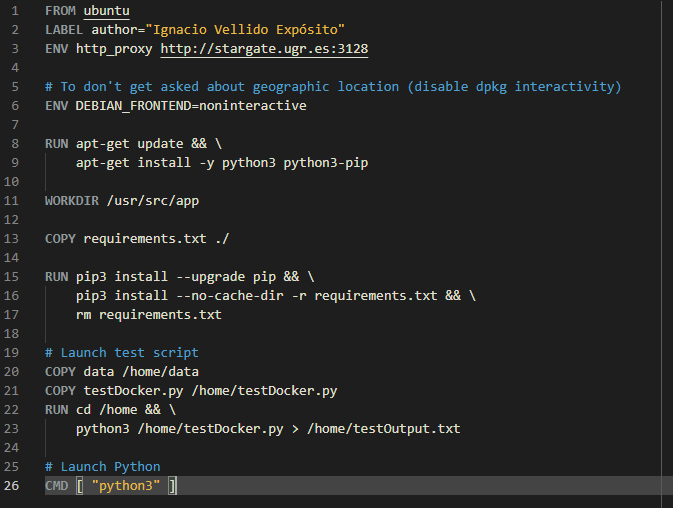 1 FROM ubuntu
2 LABEL author="Ignacio Vellido Expósito"
3 ENV http_proxy http://stargate.ugr.es:3128
4
5 # To don't get asked about geographic location (disable dpkg interactivity)
6 ENV DEBIAN_FRONTEND=noninteractive
7
8 RUN apt-get update && \
9     apt-get install -y python3 python3-pip
10
11 WORKDIR /usr/src/app
12
13 COPY requirements.txt ./
14
15 RUN pip3 install --upgrade pip && \
16     pip3 install --no-cache-dir -r requirements.txt && \
17     rm requirements.txt
18
19 # Launch test script
20 COPY data /home/data
21 COPY testDocker.py /home/testDocker.py
22 RUN cd /home && \
23     python3 /home/testDocker.py > /home/testOutput.txt
24
25 # Launch Python
26 CMD [ "python3" ]